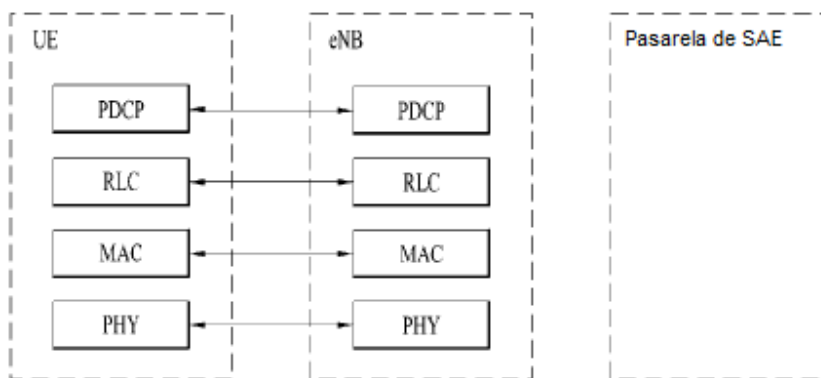 UE
eNB
Pasarela de SAE
PDCP
PDCP
RLC
RLC
MAC
MAC
PHY
PHY